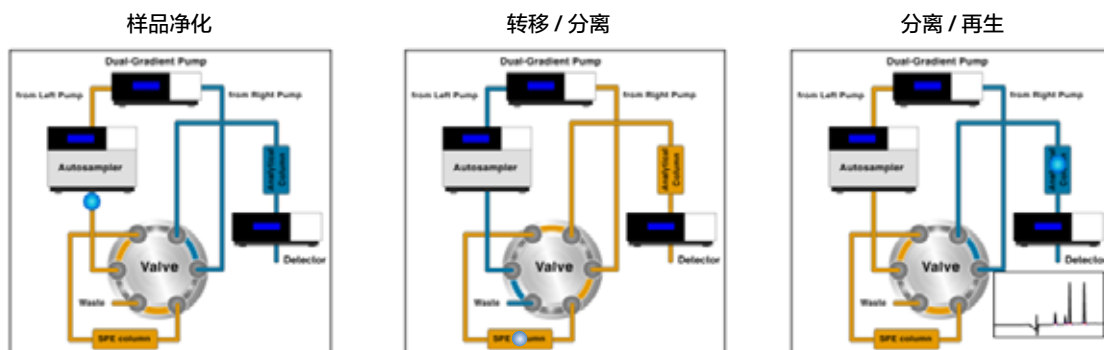 样品净化
Dual-Gradient Pump
from Left Pump
from Right Pump
Autosampler
Analytical
Column
Valve
Detector
Waste
SPE column
转移 / 分离
Dual-Gradient Pump
from Left Pump
from Right Pump
Autosampler
Analytical
Column
Valve
Detector
Waste
SPE column
分离 / 再生
Dual-Gradient Pump
from Left Pump
from Right Pump
Autosampler
Valve
Detector
Waste
SPE column